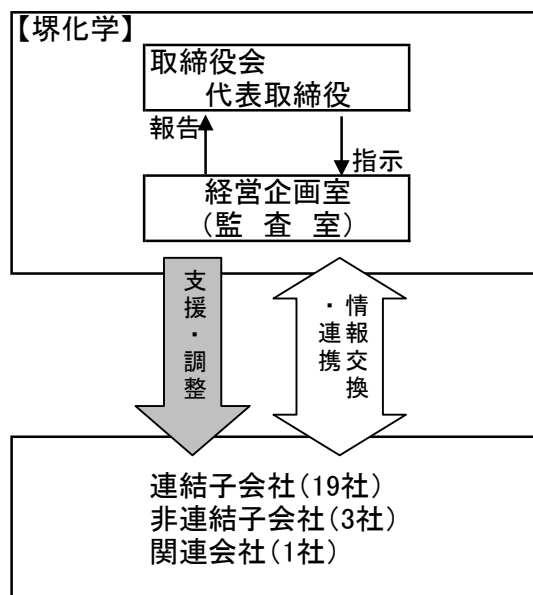 【堺化学】
取締役会
代表取締役
報告
指示
経営企画室
（監 査 室）
支援・調整
情報交換
・連携
連結子会社（19社）
非連結子会社（3社）
関連会社（1社）